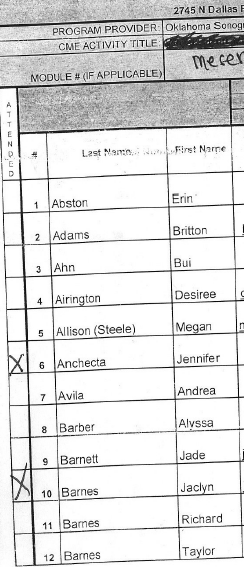 2745 N Dallas
PROGRAM PROVIDER: Oklahoma Sonogr
CME ACTIVITY TITLE:
MODULE # (IF APPLICABLE) Mercer
ATTENDED
# Last Name First Name
1 Abston Erin
2 Adams Britton
3 Ahn Bui
4 Airington Desiree
5 Allison (Steele) Megan
X 6 Anchecta Jennifer
7 Avila Andrea
8 Barber Alyssa
9 Barnett Jade
X 10 Barnes Jaclyn
11 Barnes Richard
12 Barnes Taylor